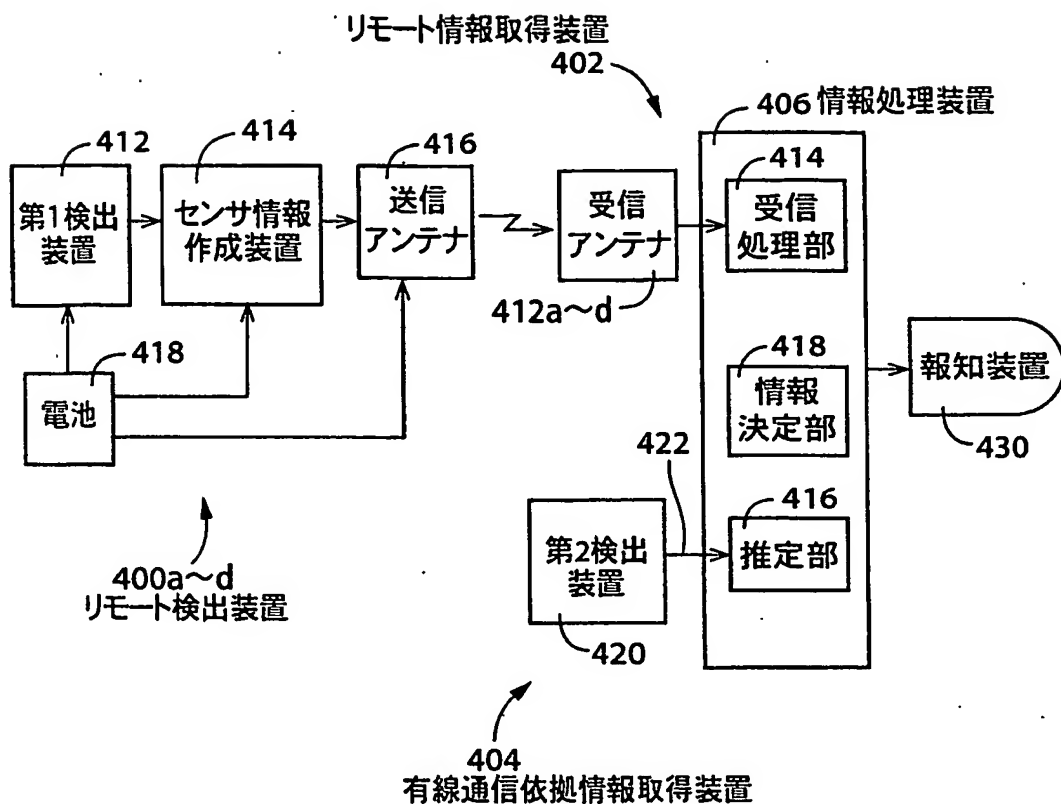 リモート情報取得装置
402
406 情報処理装置
412
414
416
第1検出
装置
センサ情報
作成装置
送信
アンテナ
受信
アンテナ
412a～d
414
受信
処理部
418
電池
418
情報
決定部
報知装置
430
422
416
推定部
第2検出
装置
420
400a～d
リモート検出装置
404
有線通信依拠情報取得装置